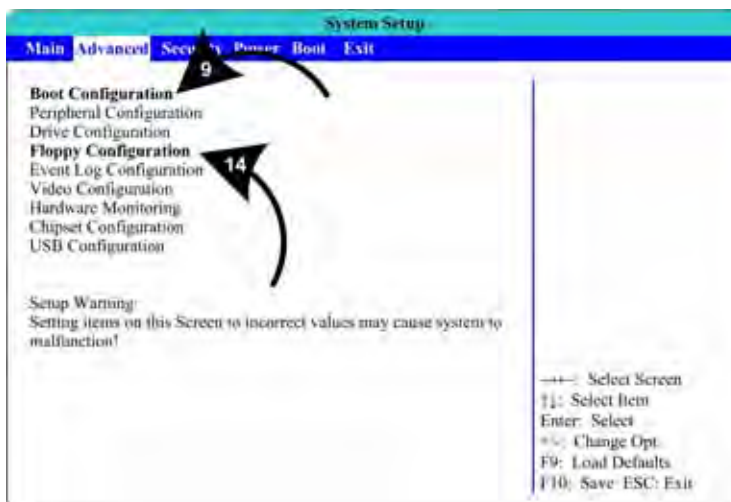 System Setup
Main Advanced Security Power Boot Exit
9
Boot Configuration
Peripheral Configuration
Drive Configuration
Floppy Configuration
14
Event Log Configuration
Video Configuration
Hardware Monitoring
Chipset Configuration
USB Configuration
Setup Warning
Setting items on this Screen to incorrect values may cause system to
malfunction!
→←: Select Screen
↑↓: Select Item
Enter: Select
+/-: Change Opt.
F9: Load Defaults
F10: Save ESC: Exit